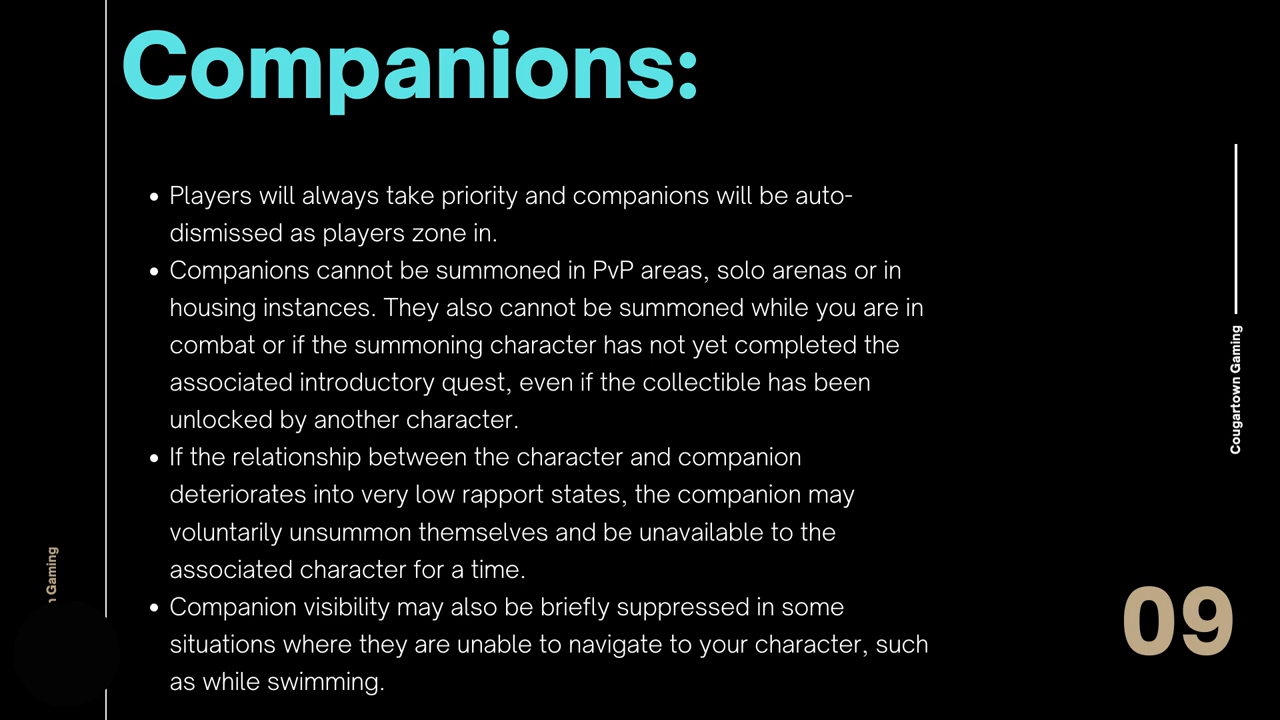 Companions:
• Players will always take priority and companions will be auto-
dismissed as players zone in.
• Companions cannot be summoned in PvP areas, solo arenas or in
housing instances. They also cannot be summoned while you are in
combat or if the summoning character has not yet completed the
associated introductory quest, even if the collectible has been
unlocked by another character.
• If the relationship between the character and companion
deteriorates into very low rapport states, the companion may
voluntarily unsummon themselves and be unavailable to the
associated character for a time.
• Companion visibility may also be briefly suppressed in some
situations where they are unable to navigate to your character, such
as while swimming.
Cougartown Gaming
Gaming
09